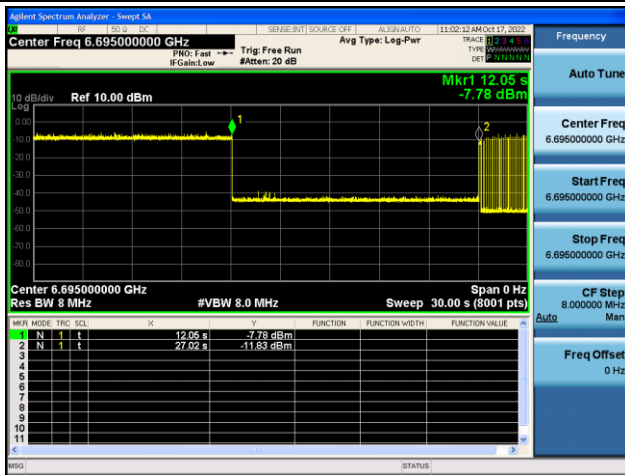 Agilent Spectrum Analyzer - Swept SA
RF 50 Ω DC SENSE:INT SOURCE OFF ALIGNAUTO 11:02:12 AM Oct 17, 2022
Center Freq 6.695000000 GHz
PNO: Fast
IFGain:Low
Trig: Free Run
#Atten: 20 dB
Avg Type: Log-Pwr
TRACE 1 2 3 4 5 6
TYPE
DET P N N N N N
Mkr1 12.05 s
-7.78 dBm
10 dB/div Ref 10.00 dBm
Log
0.00
-10.0
-20.0
-30.0
-40.0
-50.0
-60.0
-80.0
1
2
Center 6.695000000 GHz Span 0 Hz
Res BW 8 MHz #VBW 8.0 MHz Sweep 30.00 s (8001 pts)
MKR MODE TRC SCL X Y FUNCTION FUNCTION WIDTH FUNCTION VALUE
1 N 1 t 12.05 s -7.78 dBm
2 N 1 t 27.02 s -11.83 dBm
3
4
5
6
7
8
9
10
11
MSG STATUS
Frequency
Auto Tune
Center Freq
6.695000000 GHz
Start Freq
6.695000000 GHz
Stop Freq
6.695000000 GHz
CF Step
8.000000 MHz
Auto Man
Freq Offset
0 Hz